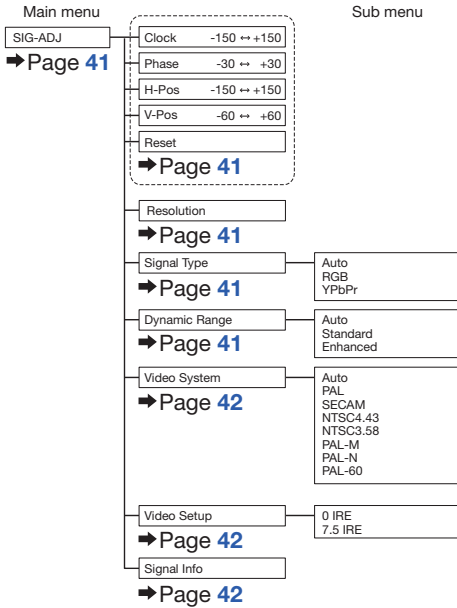 Main menu
Sub menu
SIG-ADJ
➡Page 41
Clock -150 ↔ +150
Phase -30 ↔ +30
H-Pos -150 ↔ +150
V-Pos -60 ↔ +60
Reset
➡Page 41
Resolution
➡Page 41
Signal Type
➡Page 41
Auto
RGB
YPbPr
Dynamic Range
➡Page 41
Auto
Standard
Enhanced
Video System
➡Page 42
Auto
PAL
SECAM
NTSC4.43
NTSC3.58
PAL-M
PAL-N
PAL-60
Video Setup
➡Page 42
0 IRE
7.5 IRE
Signal Info
➡Page 42